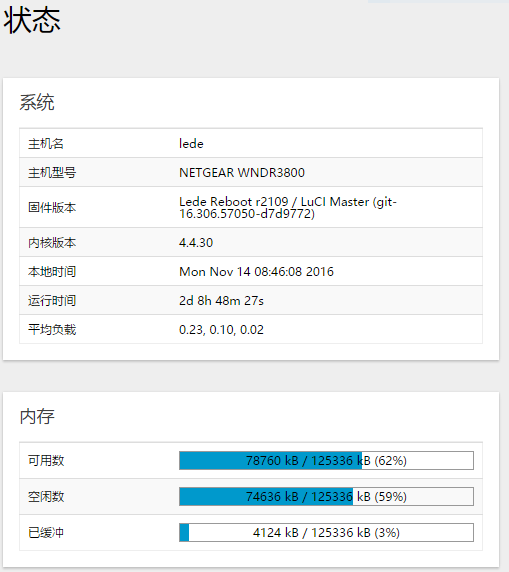 状态
系统
主机名 lede
主机型号 NETGEAR WNDR3800
固件版本 Lede Reboot r2109 / LuCI Master (git-
16.306.57050-d7d9772)
内核版本 4.4.30
本地时间 Mon Nov 14 08:46:08 2016
运行时间 2d 8h 48m 27s
平均负载 0.23, 0.10, 0.02
内存
可用数 78760 kB / 125336 kB (62%)
空闲数 74636 kB / 125336 kB (59%)
已缓冲 4124 kB / 125336 kB (3%)